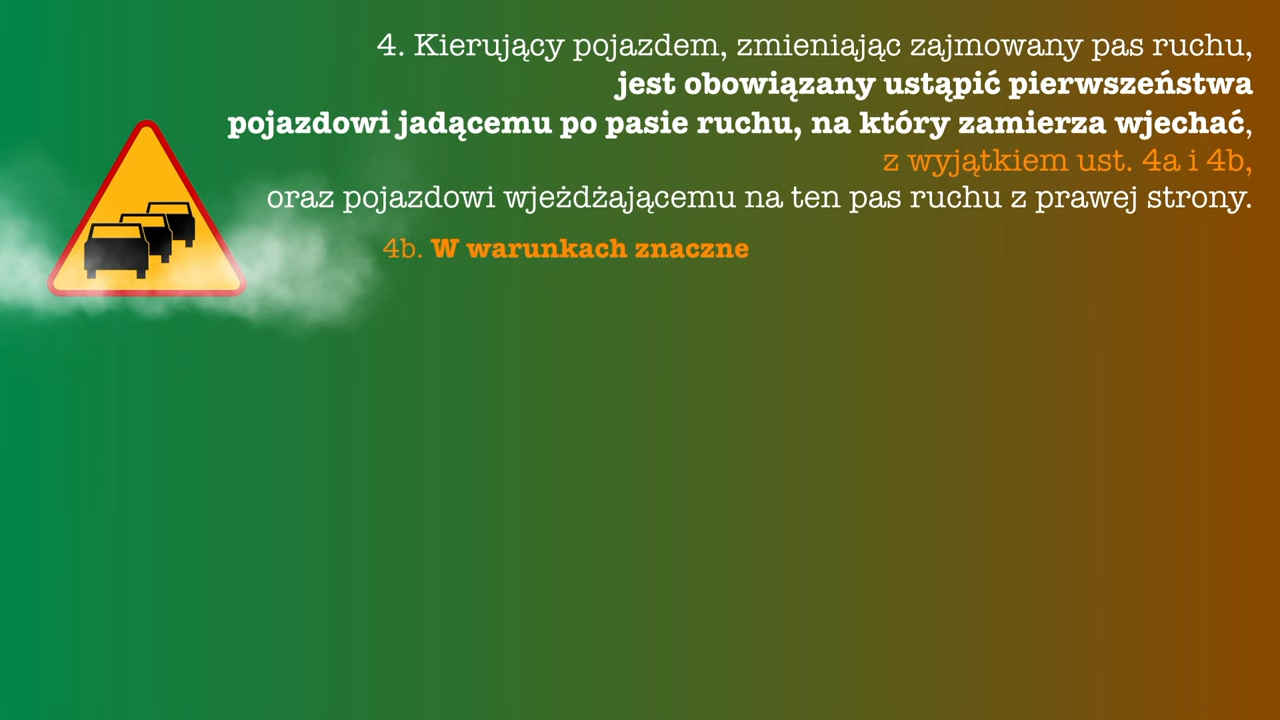 4. Kierujący pojazdem, zmieniając zajmowany pas ruchu,
jest obowiązany ustąpić pierwszeństwa
pojazdowi jadącemu po pasie ruchu, na który zamierza wjechać,
z wyjątkiem ust. 4a i 4b,
oraz pojazdowi wjeżdżającemu na ten pas ruchu z prawej strony.
4b. W warunkach znaczne